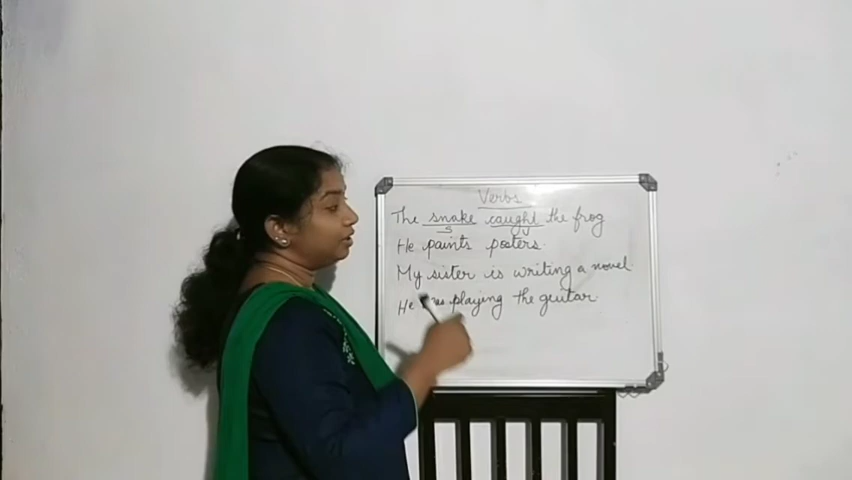 Verbs
The snake caught the frog
S
He paints posters.
My sister is writing a novel.
He playing the guitar.